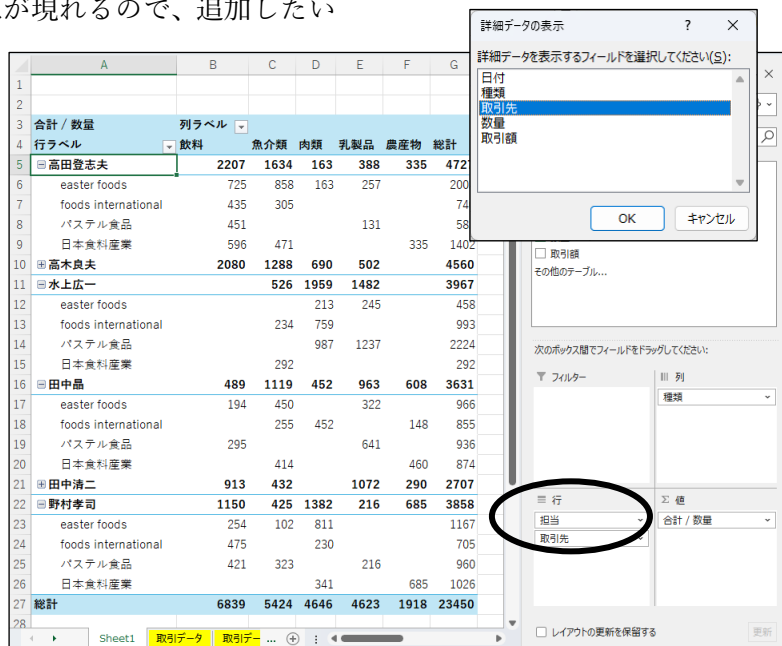 が現れるので、追加したい
詳細データの表示 ? ×
詳細データを表示するフィールドを選択してください(S):
日付
種類
取引先
数量
取引額
OK キャンセル
A B C D E F G
1
2
3 合計 / 数量 列ラベル
4 行ラベル 飲料 魚介類 肉類 乳製品 農産物 総計
5 高田登志夫 2207 1634 163 388 335 4727
6 easter foods 725 858 163 257 200
7 foods international 435 305 74
8 パステル食品 451 131 58
9 日本食料産業 596 471 335 1402
10 高木良夫 2080 1288 690 502 4560
11 水上広一 526 1959 1482 3967
12 easter foods 213 245 458
13 foods international 234 759 993
14 パステル食品 987 1237 2224
15 日本食料産業 292 292
16 田中晶 489 1119 452 963 608 3631
17 easter foods 194 450 322 966
18 foods international 255 452 148 855
19 パステル食品 295 641 936
20 日本食料産業 414 460 874
21 田中清二 913 432 1072 290 2707
22 野村孝司 1150 425 1382 216 685 3858
23 easter foods 254 102 811 1167
24 foods international 475 230 705
25 パステル食品 421 323 216 960
26 日本食料産業 341 685 1026
27 総計 6839 5424 4646 4623 1918 23450
28
Sheet1 取引データ 取引デー ...
取引額
その他のテーブル...
次のボックス間でフィールドをドラッグしてください:
フィルター
列
種類
行
担当
取引先
Σ 値
合計 / 数量
レイアウトの更新を保留する 更新